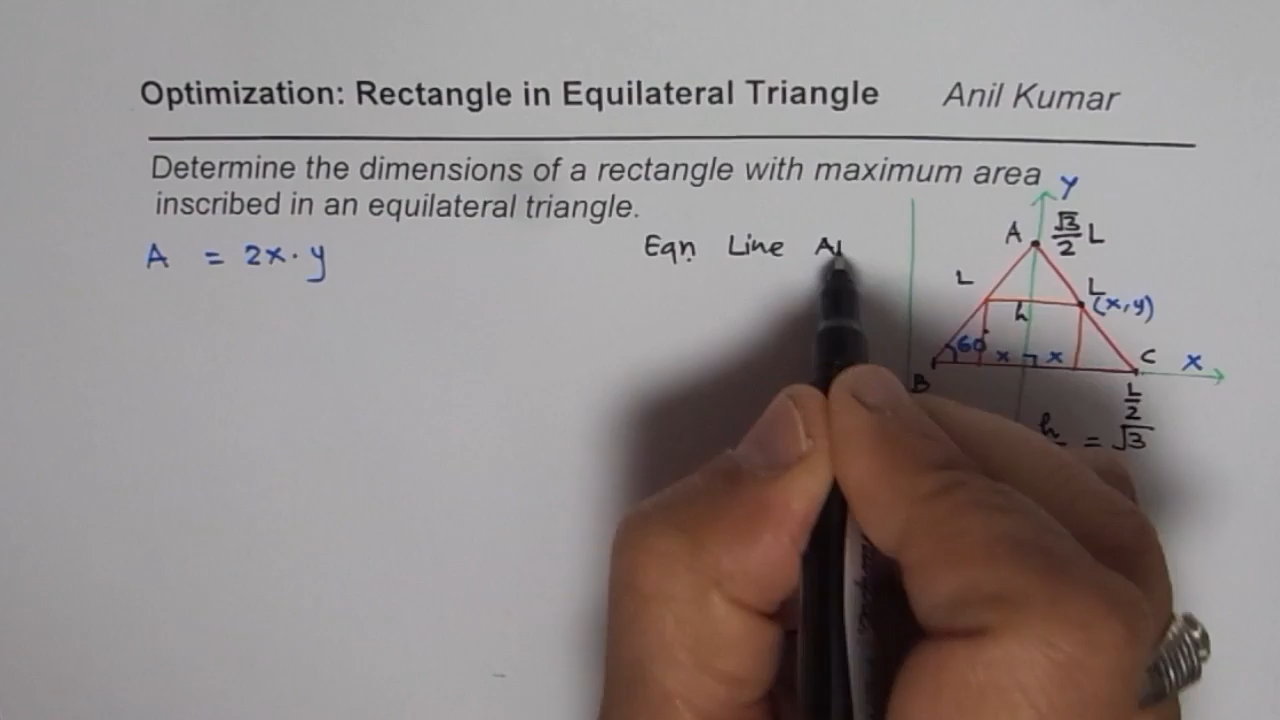 Optimization: Rectangle in Equilateral Triangle Anil Kumar
Determine the dimensions of a rectangle with maximum area
inscribed in an equilateral triangle.
A = 2x · y
Eqn. Line
y
A √3/2 L
L
L
(x,y)
h
60°
x x
B
C
x
L/2
h = √3